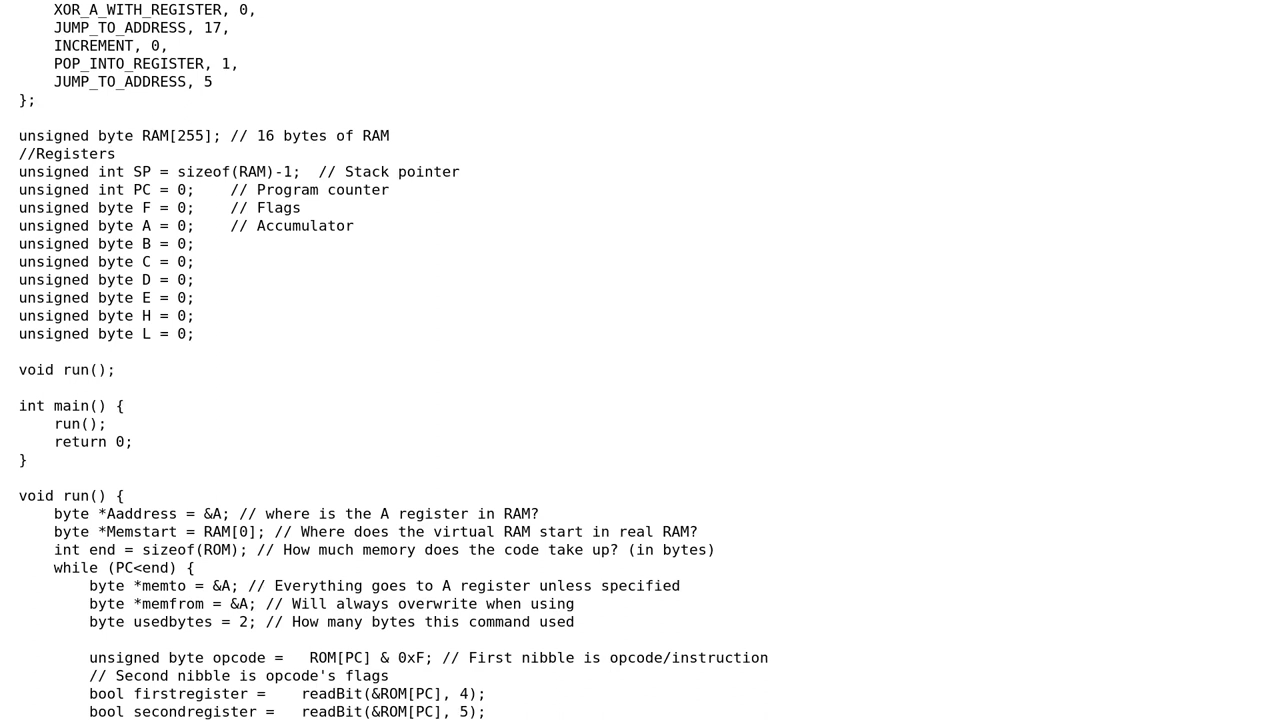 XOR_A_WITH_REGISTER, 0,
    JUMP_TO_ADDRESS, 17,
    INCREMENT, 0,
    POP_INTO_REGISTER, 1,
    JUMP_TO_ADDRESS, 5
};

unsigned byte RAM[255]; // 16 bytes of RAM
//Registers
unsigned int SP = sizeof(RAM)-1;  // Stack pointer
unsigned int PC = 0;    // Program counter
unsigned byte F = 0;    // Flags
unsigned byte A = 0;    // Accumulator
unsigned byte B = 0;
unsigned byte C = 0;
unsigned byte D = 0;
unsigned byte E = 0;
unsigned byte H = 0;
unsigned byte L = 0;

void run();

int main() {
    run();
    return 0;
}

void run() {
    byte *Aaddress = &A; // where is the A register in RAM?
    byte *Memstart = RAM[0]; // Where does the virtual RAM start in real RAM?
    int end = sizeof(ROM); // How much memory does the code take up? (in bytes)
    while (PC<end) {
        byte *memto = &A; // Everything goes to A register unless specified
        byte *memfrom = &A; // Will always overwrite when using
        byte usedbytes = 2; // How many bytes this command used

        unsigned byte opcode =   ROM[PC] & 0xF; // First nibble is opcode/instruction
        // Second nibble is opcode's flags
        bool firstregister =    readBit(&ROM[PC], 4);
        bool secondregister =   readBit(&ROM[PC], 5);